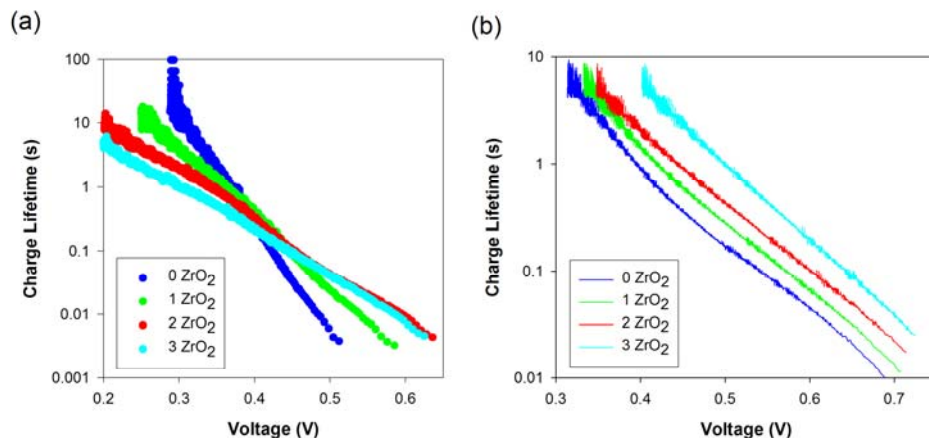 (a)
Charge Lifetime (s)
100
10
1
0.1
0.01
0.001
0 ZrO2
1 ZrO2
2 ZrO2
3 ZrO2
0.2 0.3 0.4 0.5 0.6
Voltage (V)
(b)
Charge Lifetime (s)
10
1
0.1
0.01
0 ZrO2
1 ZrO2
2 ZrO2
3 ZrO2
0.3 0.4 0.5 0.6 0.7
Voltage (V)